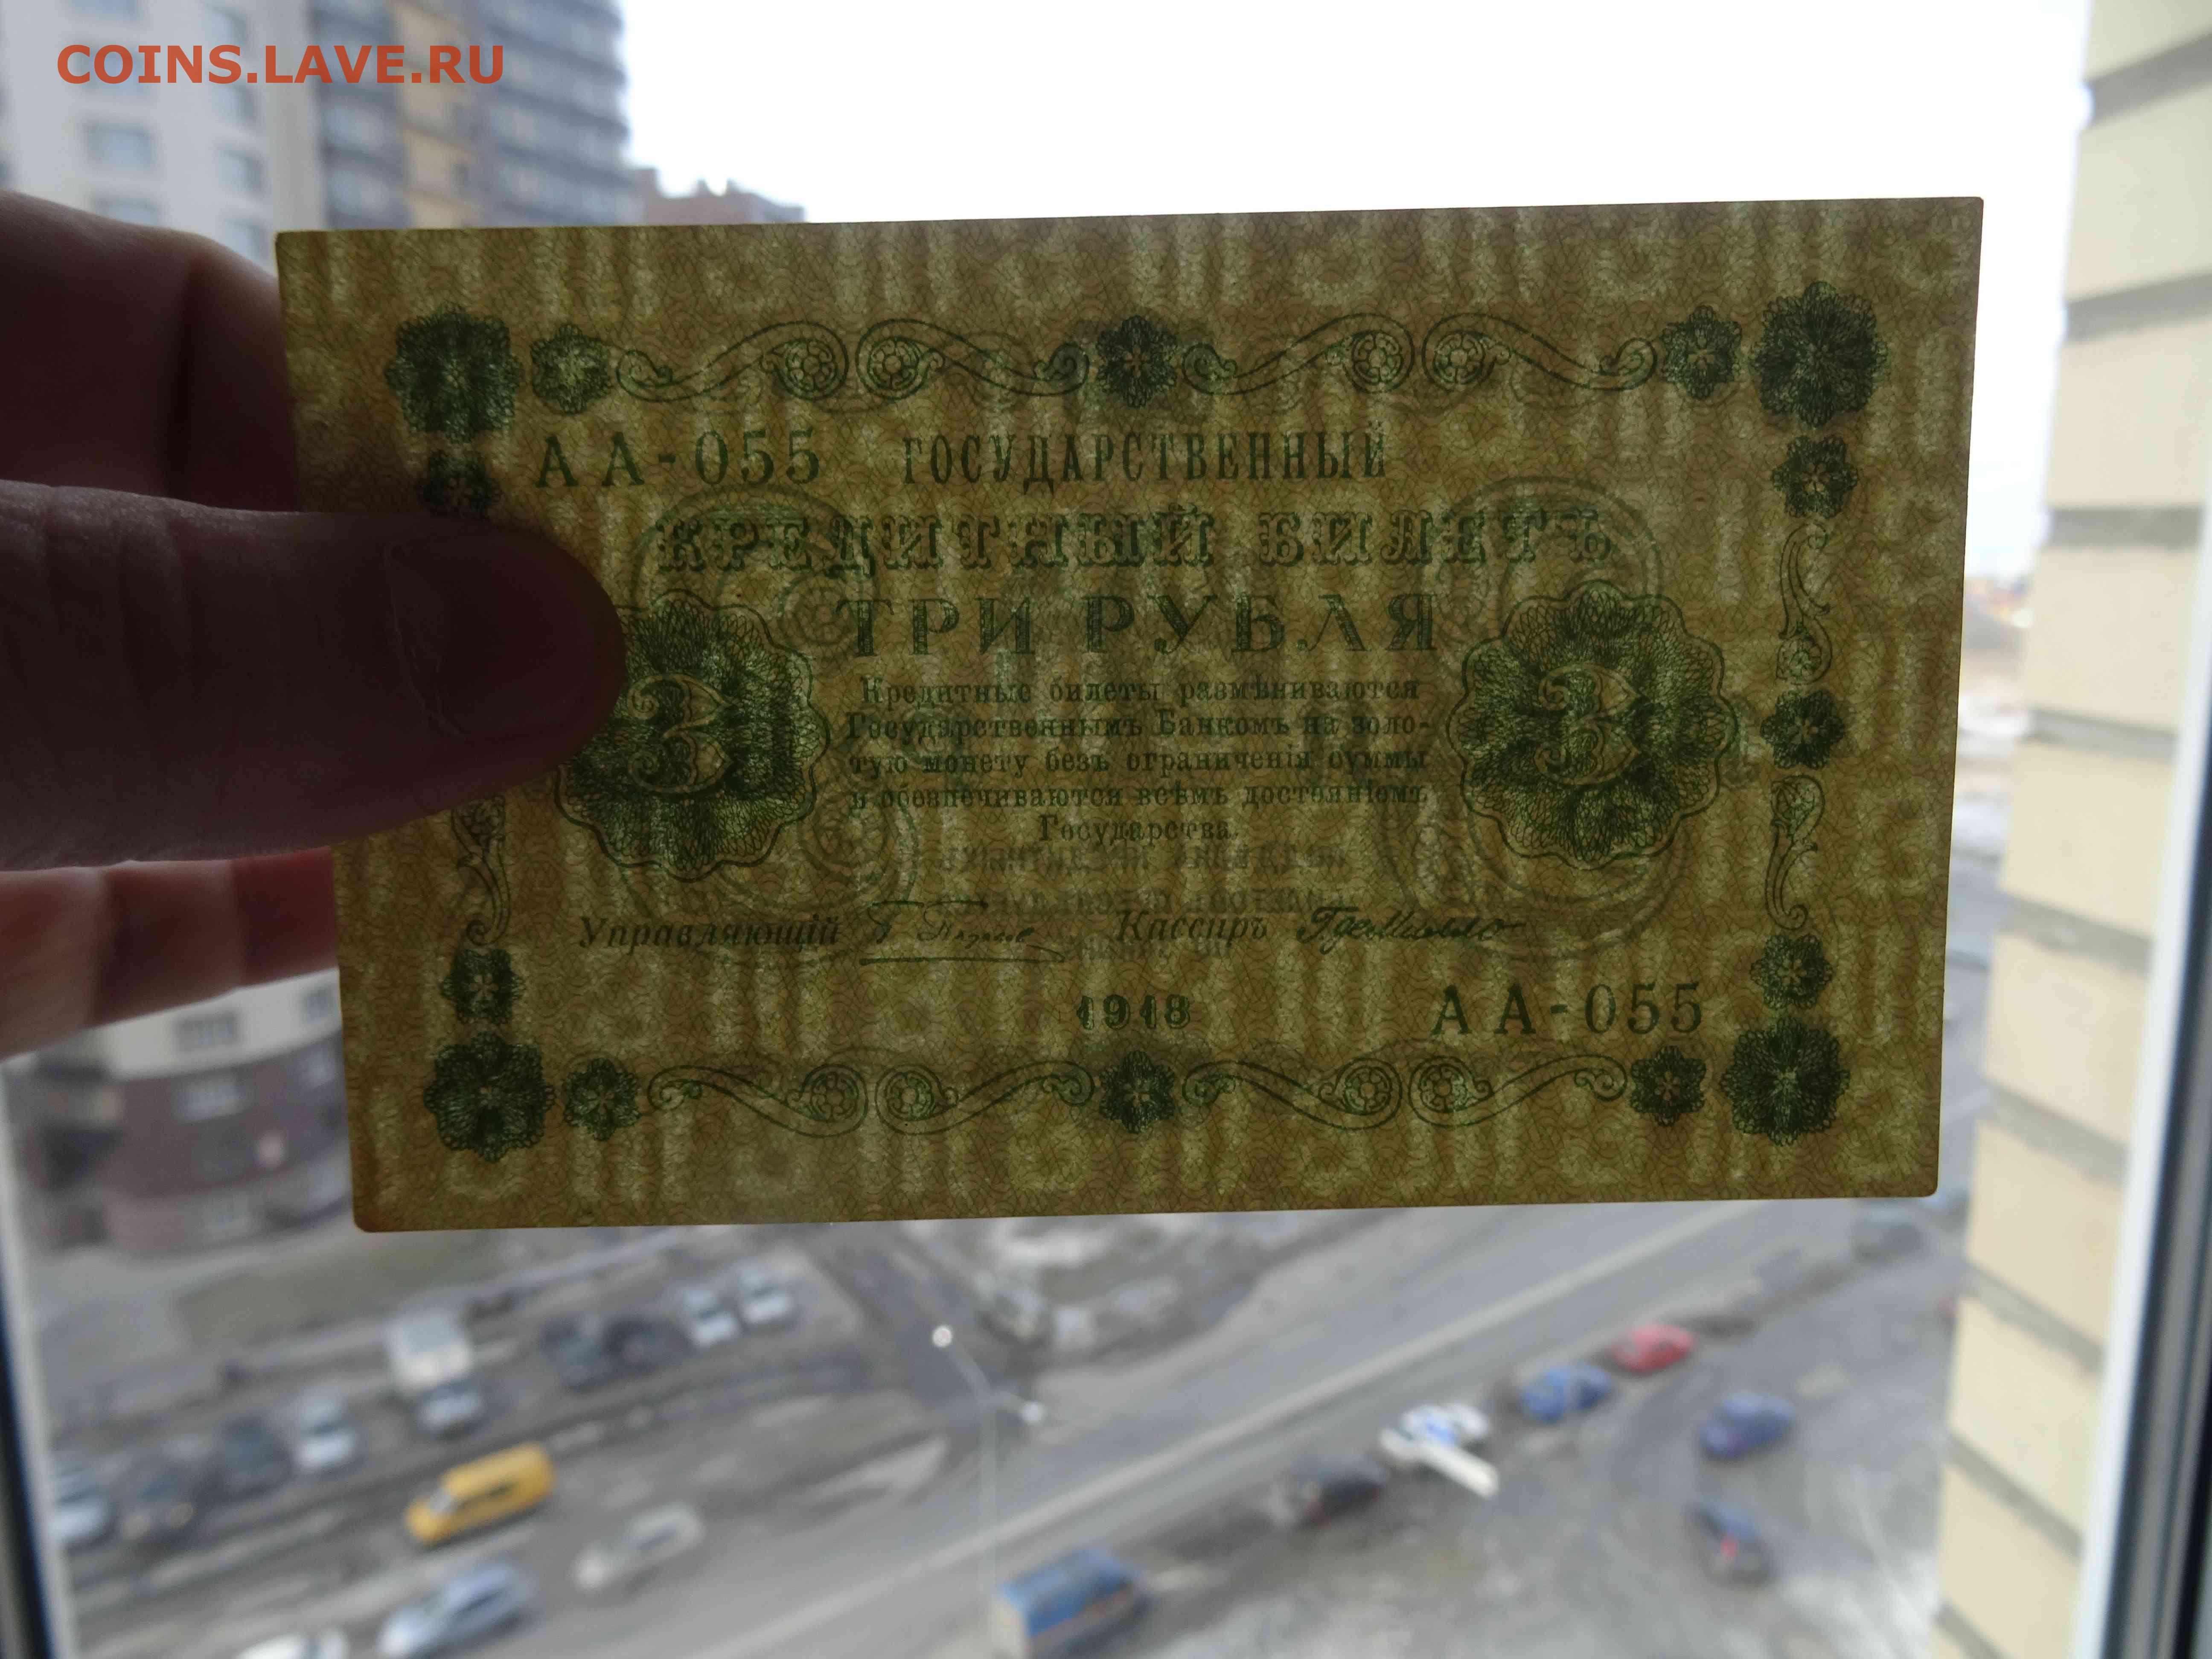 COINS.LAVE.RU
АА-055 ГОСУДАРСТВЕННЫЙ
КРЕДИТНЫЙ БИЛЕТЪ
ТРИ РУБЛЯ
Кредитные билеты размѣниваются
Государственнымъ Банкомъ на золо-
тую монету безъ ограниченія суммы
и обезпечиваются всѣмъ достояніемъ
Государства.
3 3
Управляющій Кассиръ
1918 АА-055